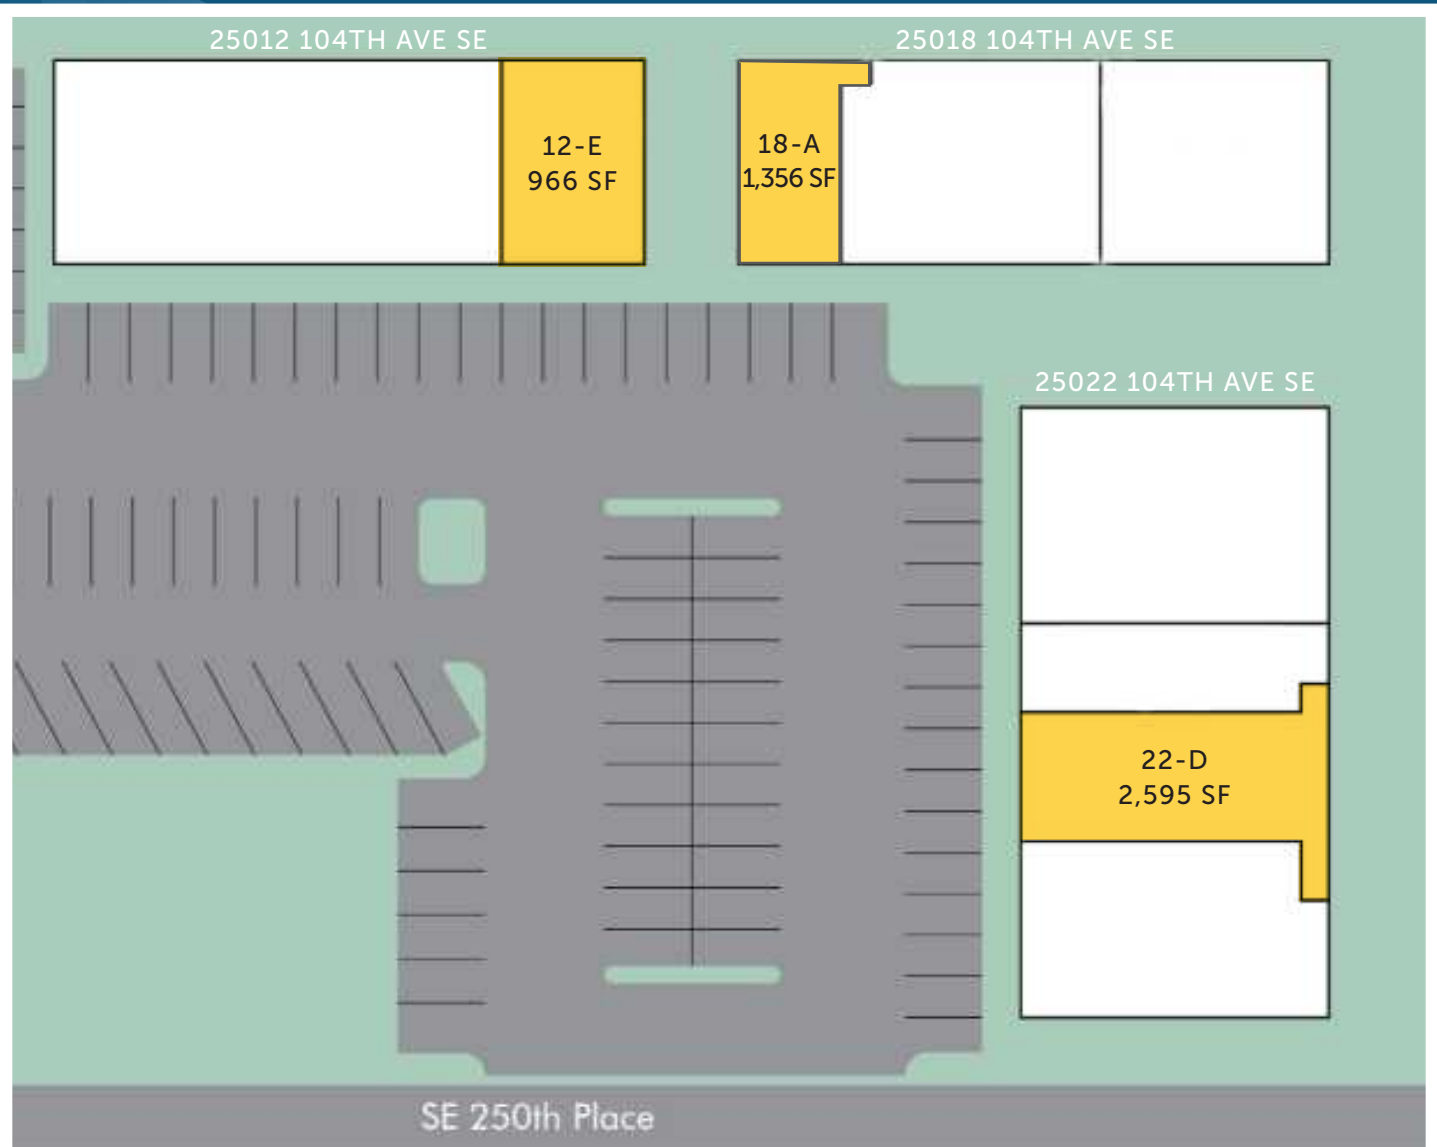 25012 104TH AVE SE
25018 104TH AVE SE
12-E
966 SF
18-A
1,356 SF
25022 104TH AVE SE
22-D
2,595 SF
SE 250th Place